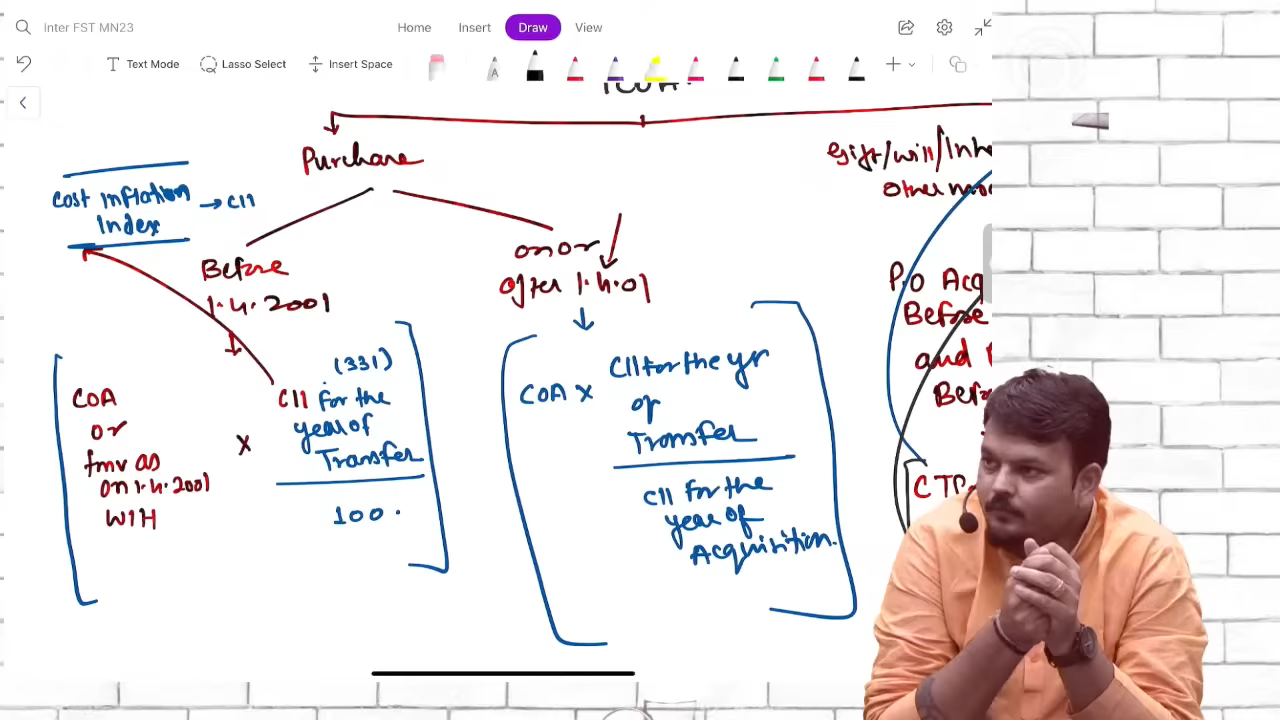 Inter FST MN23
Home
Insert
Draw
View
Text Mode
Lasso Select
Insert Space
Purchase
Gift/will/Inh
Other mo
Cost Inflation
Index
→ CII
Before
1.4.2001
on or
after 1.4.01
P.O Acq
Before
and
Befo
COA
or
fmv as
on 1.4.2001
WIH
X
(331)
CII for the
year of
Transfer
100.
COA X
CII for the yr
of
Transfer
CII for the
year of
Acquisition.